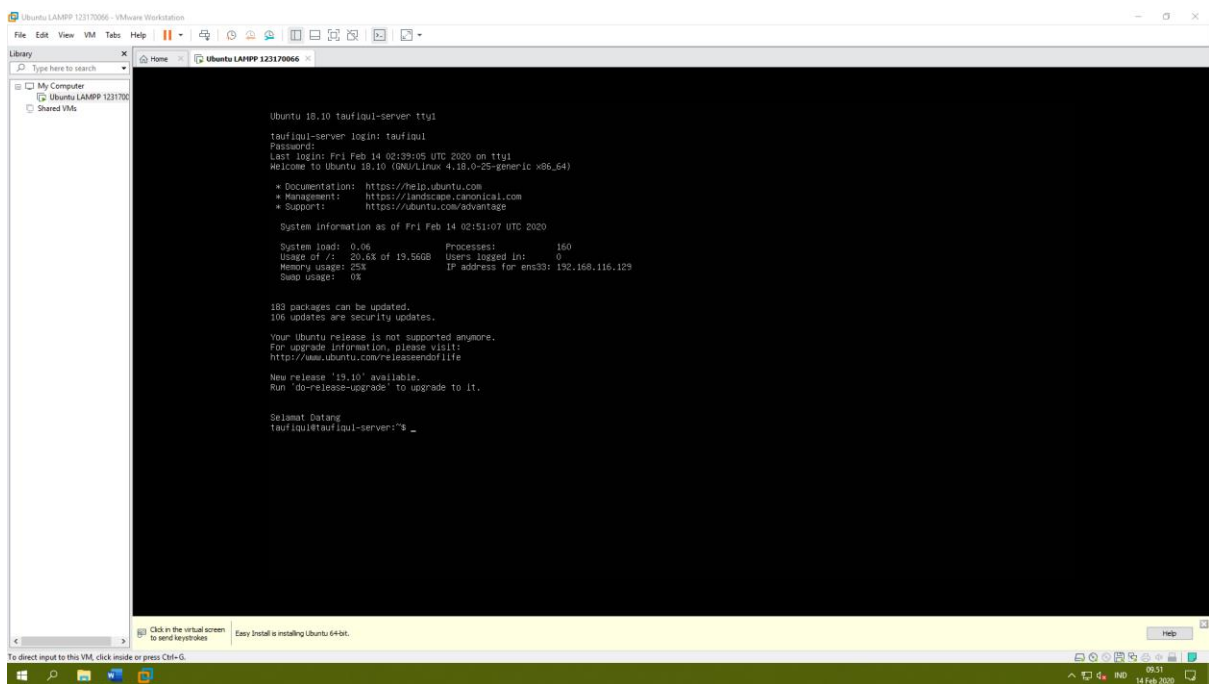 Ubuntu LAMPP 123170066 - VMware Workstation
File Edit View VM Tabs Help
Library
Type here to search
My Computer
Ubuntu LAMPP 1231700
Shared VMs
Home
Ubuntu LAMPP 123170066
Ubuntu 18.10 taufiqul-server tty1
taufiqul-server login: taufiqul
Password:
Last login: Fri Feb 14 02:39:05 UTC 2020 on tty1
Welcome to Ubuntu 18.10 (GNU/Linux 4.18.0-25-generic x86_64)
* Documentation: https://help.ubuntu.com
* Management: https://landscape.canonical.com
* Support: https://ubuntu.com/advantage
System information as of Fri Feb 14 02:51:07 UTC 2020
System load: 0.06 Processes: 160
Usage of /: 20.6% of 19.56GB Users logged in: 0
Memory usage: 25% IP address for ens33: 192.168.116.129
Swap usage: 0%
183 packages can be updated.
106 updates are security updates.
Your Ubuntu release is not supported anymore.
For upgrade information, please visit:
http://www.ubuntu.com/releaseendoflife
New release '19.10' available.
Run 'do-release-upgrade' to upgrade to it.
Selamat Datang
taufiqul@taufiqul-server:~$ _
Click in the virtual screen
to send keystrokes
Easy Install is installing Ubuntu 64-bit.
Help
To direct input to this VM, click inside or press Ctrl+G.
IND
09.51
14 Feb 2020